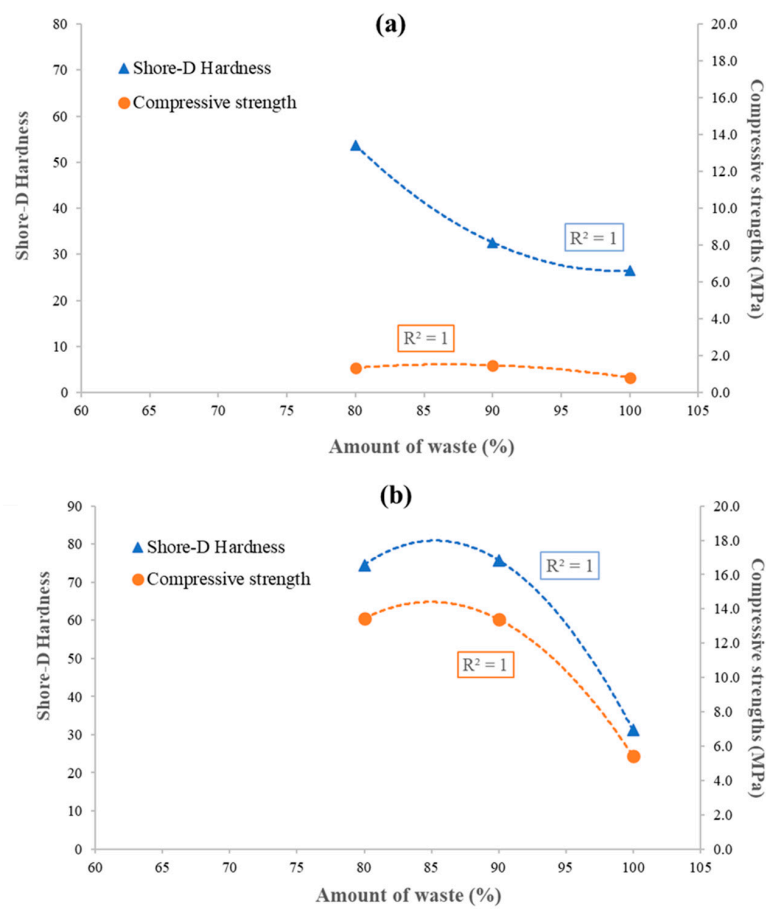 (a)
80
70
60
50
40
30
20
10
0
Shore-D Hardness
20.0
18.0
16.0
14.0
12.0
10.0
8.0
6.0
4.0
2.0
0.0
Compressive strengths (MPa)
Shore-D Hardness
Compressive strength
R² = 1
R² = 1
60 65 70 75 80 85 90 95 100 105
Amount of waste (%)
(b)
90
80
70
60
50
40
30
20
10
0
Shore-D Hardness
20.0
18.0
16.0
14.0
12.0
10.0
8.0
6.0
4.0
2.0
0.0
Compressive strengths (MPa)
Shore-D Hardness
Compressive strength
R² = 1
R² = 1
60 65 70 75 80 85 90 95 100 105
Amount of waste (%)